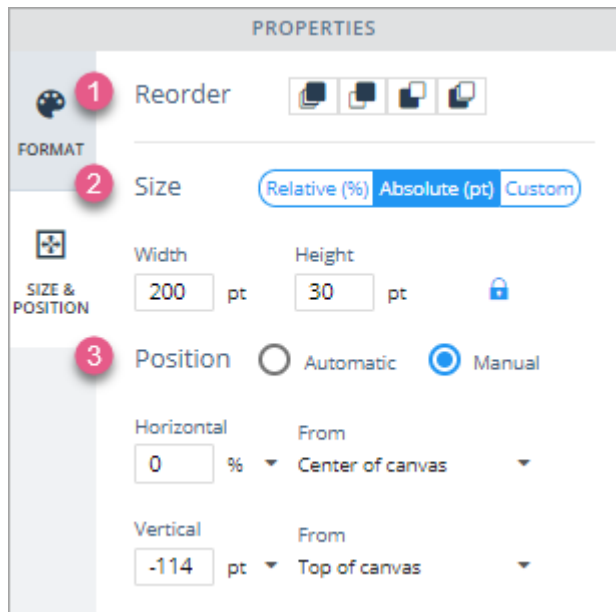 PROPERTIES
FORMAT
SIZE &
POSITION
1 Reorder
2 Size Relative (%) Absolute (pt) Custom
Width Height
200 pt 30 pt
3 Position Automatic Manual
Horizontal From
0 % Center of canvas
Vertical From
-114 pt Top of canvas